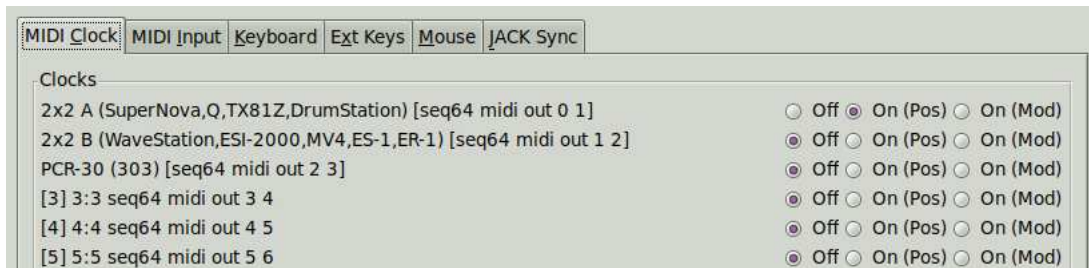 MIDI Clock MIDI Input Keyboard Ext Keys Mouse JACK Sync
Clocks
2x2 A (SuperNova,Q,TX81Z,DrumStation) [seq64 midi out 0 1] Off On (Pos) On (Mod)
2x2 B (WaveStation,ESI-2000,MV4,ES-1,ER-1) [seq64 midi out 1 2] Off On (Pos) On (Mod)
PCR-30 (303) [seq64 midi out 2 3] Off On (Pos) On (Mod)
[3] 3:3 seq64 midi out 3 4 Off On (Pos) On (Mod)
[4] 4:4 seq64 midi out 4 5 Off On (Pos) On (Mod)
[5] 5:5 seq64 midi out 5 6 Off On (Pos) On (Mod)